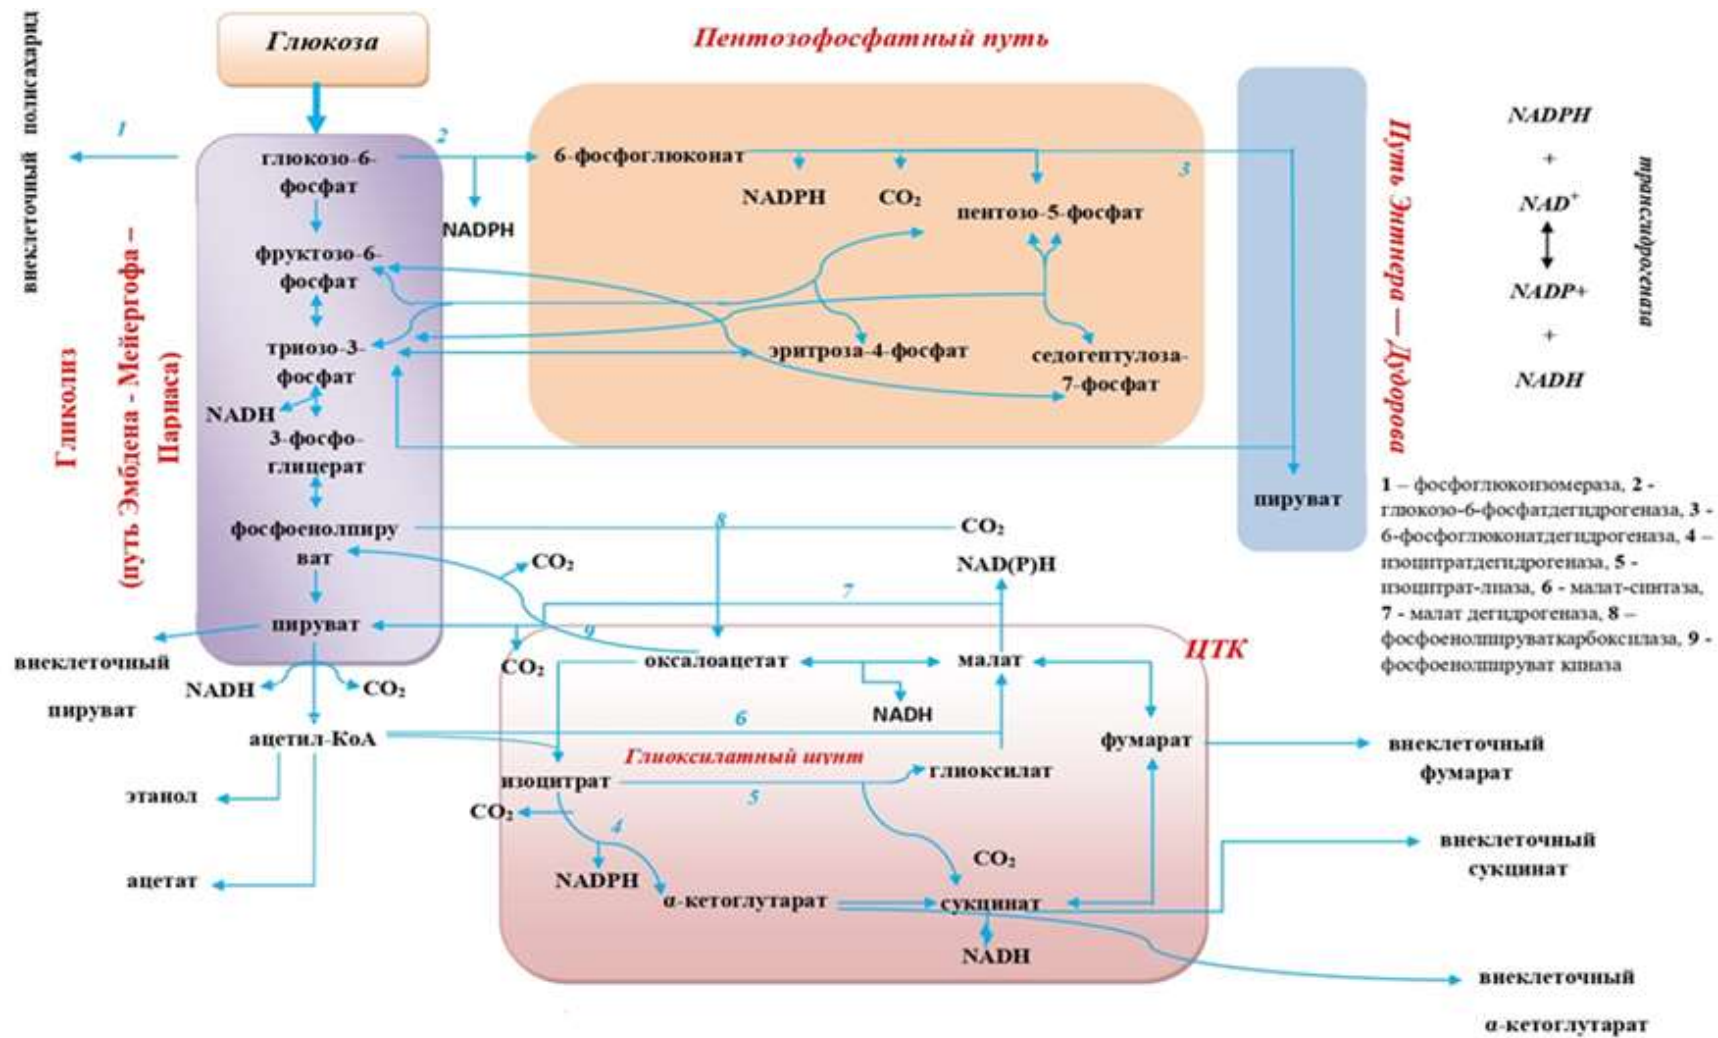 внеклеточный полисахарид
Глюкоза
Пентозофосфатный путь
1
2
глюкозо-6-
фосфат
NADPH
6-фосфоглюконат
NADPH
CO₂
пентозо-5-фосфат
3
фруктозо-6-
фосфат
триозо-3-
фосфат
NADH
3-фосфо-
глицерат
фосфоенолпиру
ват
пируват
эритроза-4-фосфат
седогептулоза-
7-фосфат
Гликолиз
(путь Эмбдена - Мейергофа –
Парнаса)
Путь Энтнера — Дудорова
пируват
NADPH
+
NAD⁺
NADP+
+
NADH
трансгидрогеназа
1 – фосфоглюкоизомераза, 2 -
глюкозо-6-фосфатдегидрогеназа, 3 -
6-фосфоглюконатдегидрогеназа, 4 –
изоцитратдегидрогеназа, 5 -
изоцитрат-лиаза, 6 - малат-синтаза,
7 - малат дегидрогеназа, 8 –
фосфоенолпируваткарбоксилаза, 9 -
фосфоенолпируват киназа
8
CO₂
CO₂
NAD(P)H
7
9
CO₂
ЦТК
внеклеточный
пируват
NADH
CO₂
ацетил-КоА
этанол
ацетат
оксалоацетат
малат
NADH
6
Глиоксилатный шунт
фумарат
изоцитрат
глиоксилат
5
CO₂
4
NADPH
CO₂
α-кетоглутарат
сукцинат
NADH
внеклеточный
фумарат
внеклеточный
сукцинат
внеклеточный
α-кетоглутарат